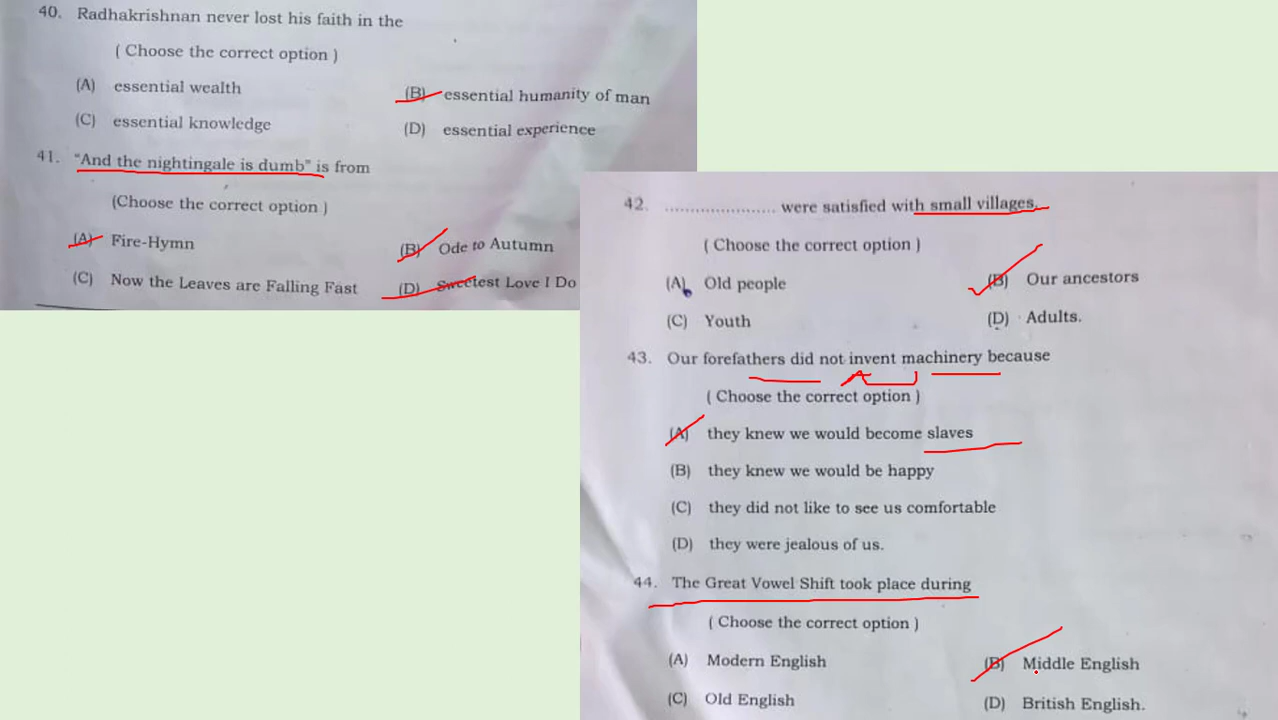 40. Radhakrishnan never lost his faith in the
( Choose the correct option )
(A) essential wealth
(B) essential humanity of man
(C) essential knowledge
(D) essential experience
41. "And the nightingale is dumb" is from
(Choose the correct option )
(A) Fire-Hymn
(B) Ode to Autumn
(C) Now the Leaves are Falling Fast
(D) Sweetest Love I Do
42. ...................... were satisfied with small villages.
( Choose the correct option )
(A) Old people
(B) Our ancestors
(C) Youth
(D) Adults.
43. Our forefathers did not invent machinery because
( Choose the correct option )
(A) they knew we would become slaves
(B) they knew we would be happy
(C) they did not like to see us comfortable
(D) they were jealous of us.
44. The Great Vowel Shift took place during
( Choose the correct option )
(A) Modern English
(B) Middle English
(C) Old English
(D) British English.